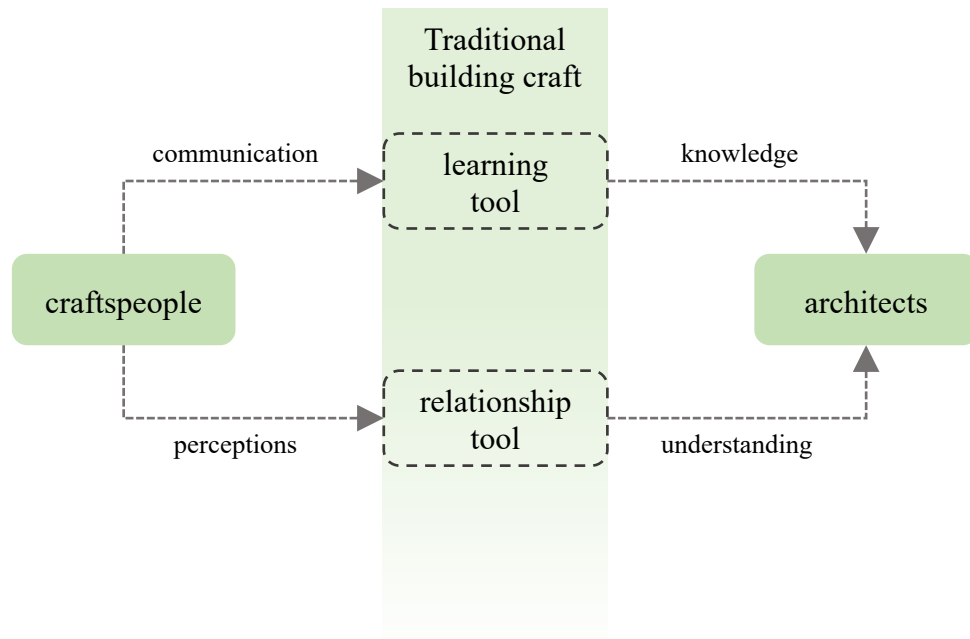 Traditional
building craft
communication
learning
tool
knowledge
craftspeople
architects
relationship
tool
perceptions
understanding